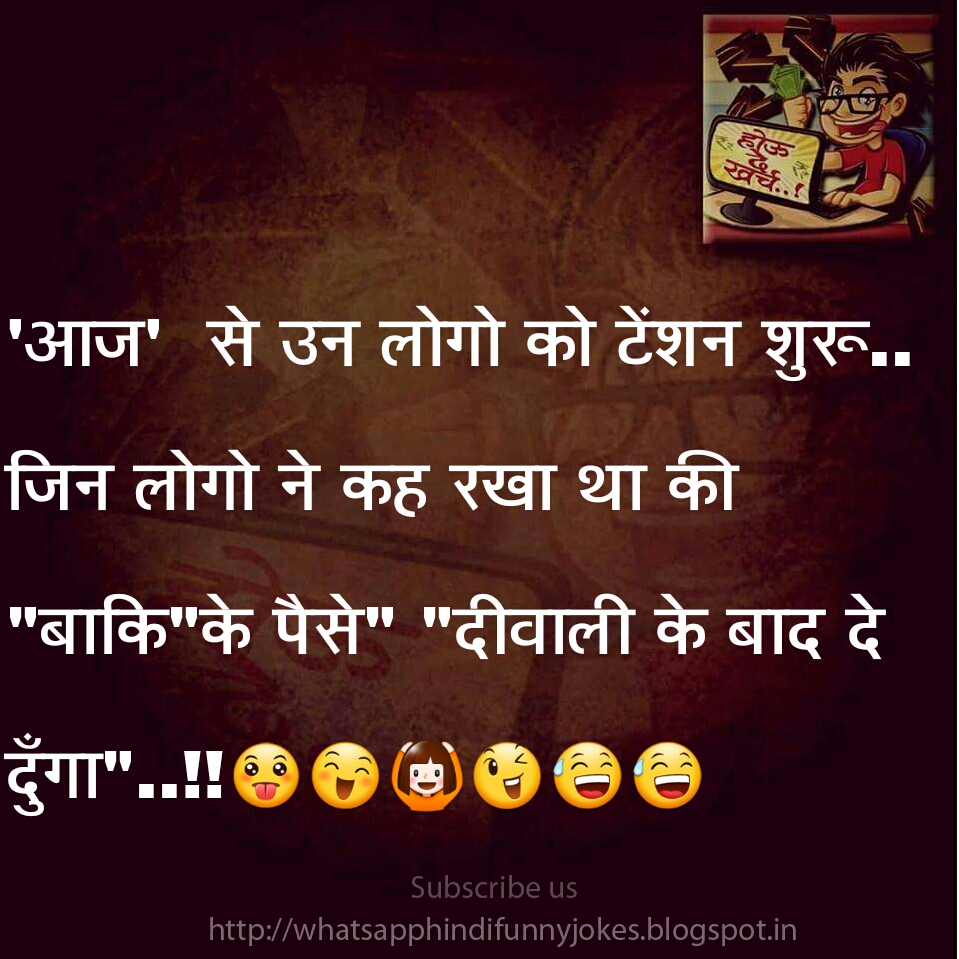 होऊ
दे
खर्च..!
'आज' से उन लोगो को टेंशन शुरू..
जिन लोगो ने कह रखा था की
"बाकि"के पैसे" "दीवाली के बाद दे
दुँगा"..!!😛😄🙆😉😅😅
Subscribe us
http://whatsapphindifunnyjokes.blogspot.in